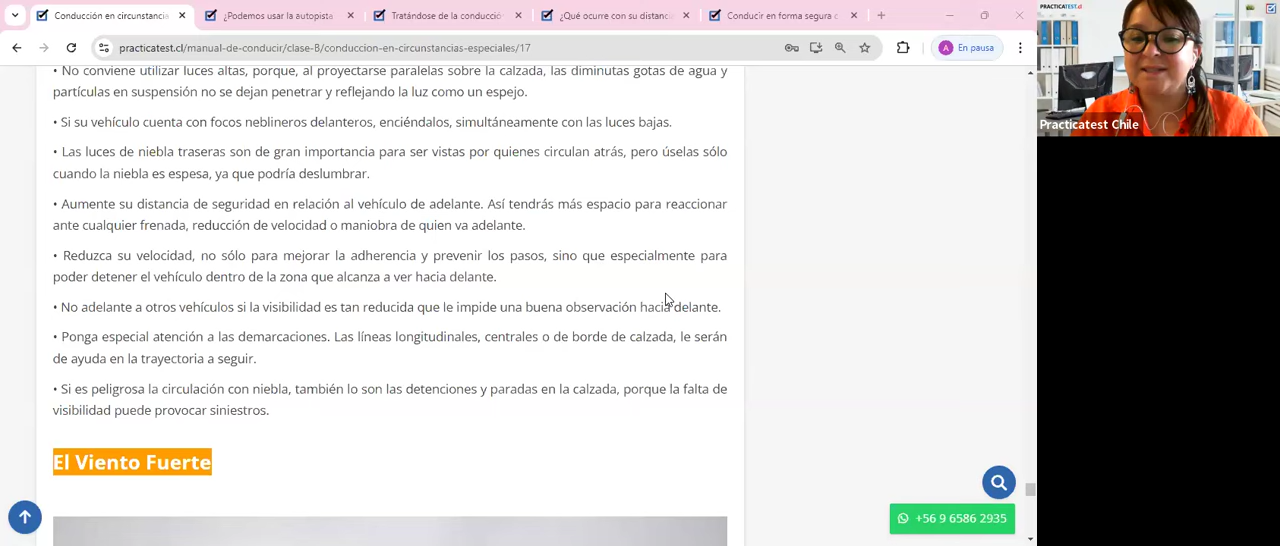 Conducción en circunstancia
¿Podemos usar la autopista
Tratándose de la conducció
¿Qué ocurre con su distanci
Conducir en forma segura c
practicatest.cl/manual-de-conducir/clase-B/conduccion-en-circunstancias-especiales/17
A
En pausa
PRACTICATEST.cl
Practicatest Chile
• No conviene utilizar luces altas, porque, al proyectarse paralelas sobre la calzada, las diminutas gotas de agua y
partículas en suspensión no se dejan penetrar y reflejando la luz como un espejo.
• Si su vehículo cuenta con focos neblineros delanteros, enciéndalos, simultáneamente con las luces bajas.
• Las luces de niebla traseras son de gran importancia para ser vistas por quienes circulan atrás, pero úselas sólo
cuando la niebla es espesa, ya que podría deslumbrar.
• Aumente su distancia de seguridad en relación al vehículo de adelante. Así tendrás más espacio para reaccionar
ante cualquier frenada, reducción de velocidad o maniobra de quien va adelante.
• Reduzca su velocidad, no sólo para mejorar la adherencia y prevenir los pasos, sino que especialmente para
poder detener el vehículo dentro de la zona que alcanza a ver hacia delante.
• No adelante a otros vehículos si la visibilidad es tan reducida que le impide una buena observación hacia delante.
• Ponga especial atención a las demarcaciones. Las líneas longitudinales, centrales o de borde de calzada, le serán
de ayuda en la trayectoria a seguir.
• Si es peligrosa la circulación con niebla, también lo son las detenciones y paradas en la calzada, porque la falta de
visibilidad puede provocar siniestros.
El Viento Fuerte
+56 9 6586 2935